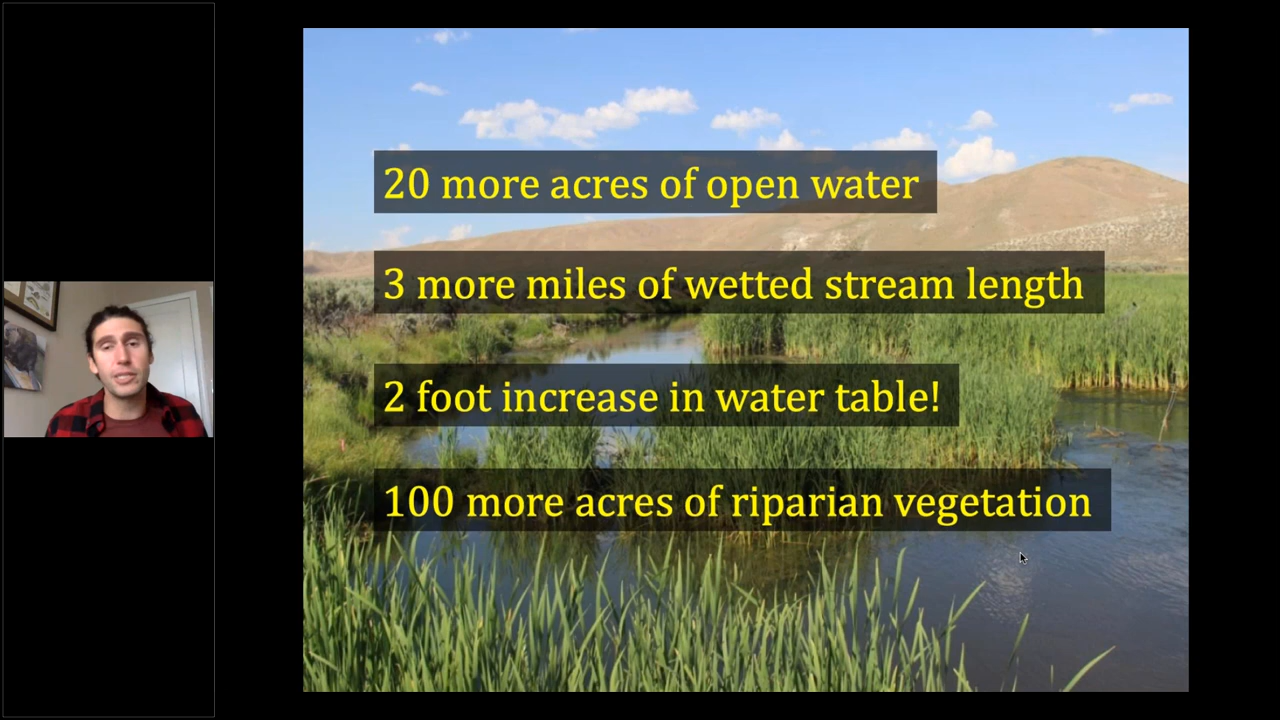 20 more acres of open water
3 more miles of wetted stream length
2 foot increase in water table!
100 more acres of riparian vegetation